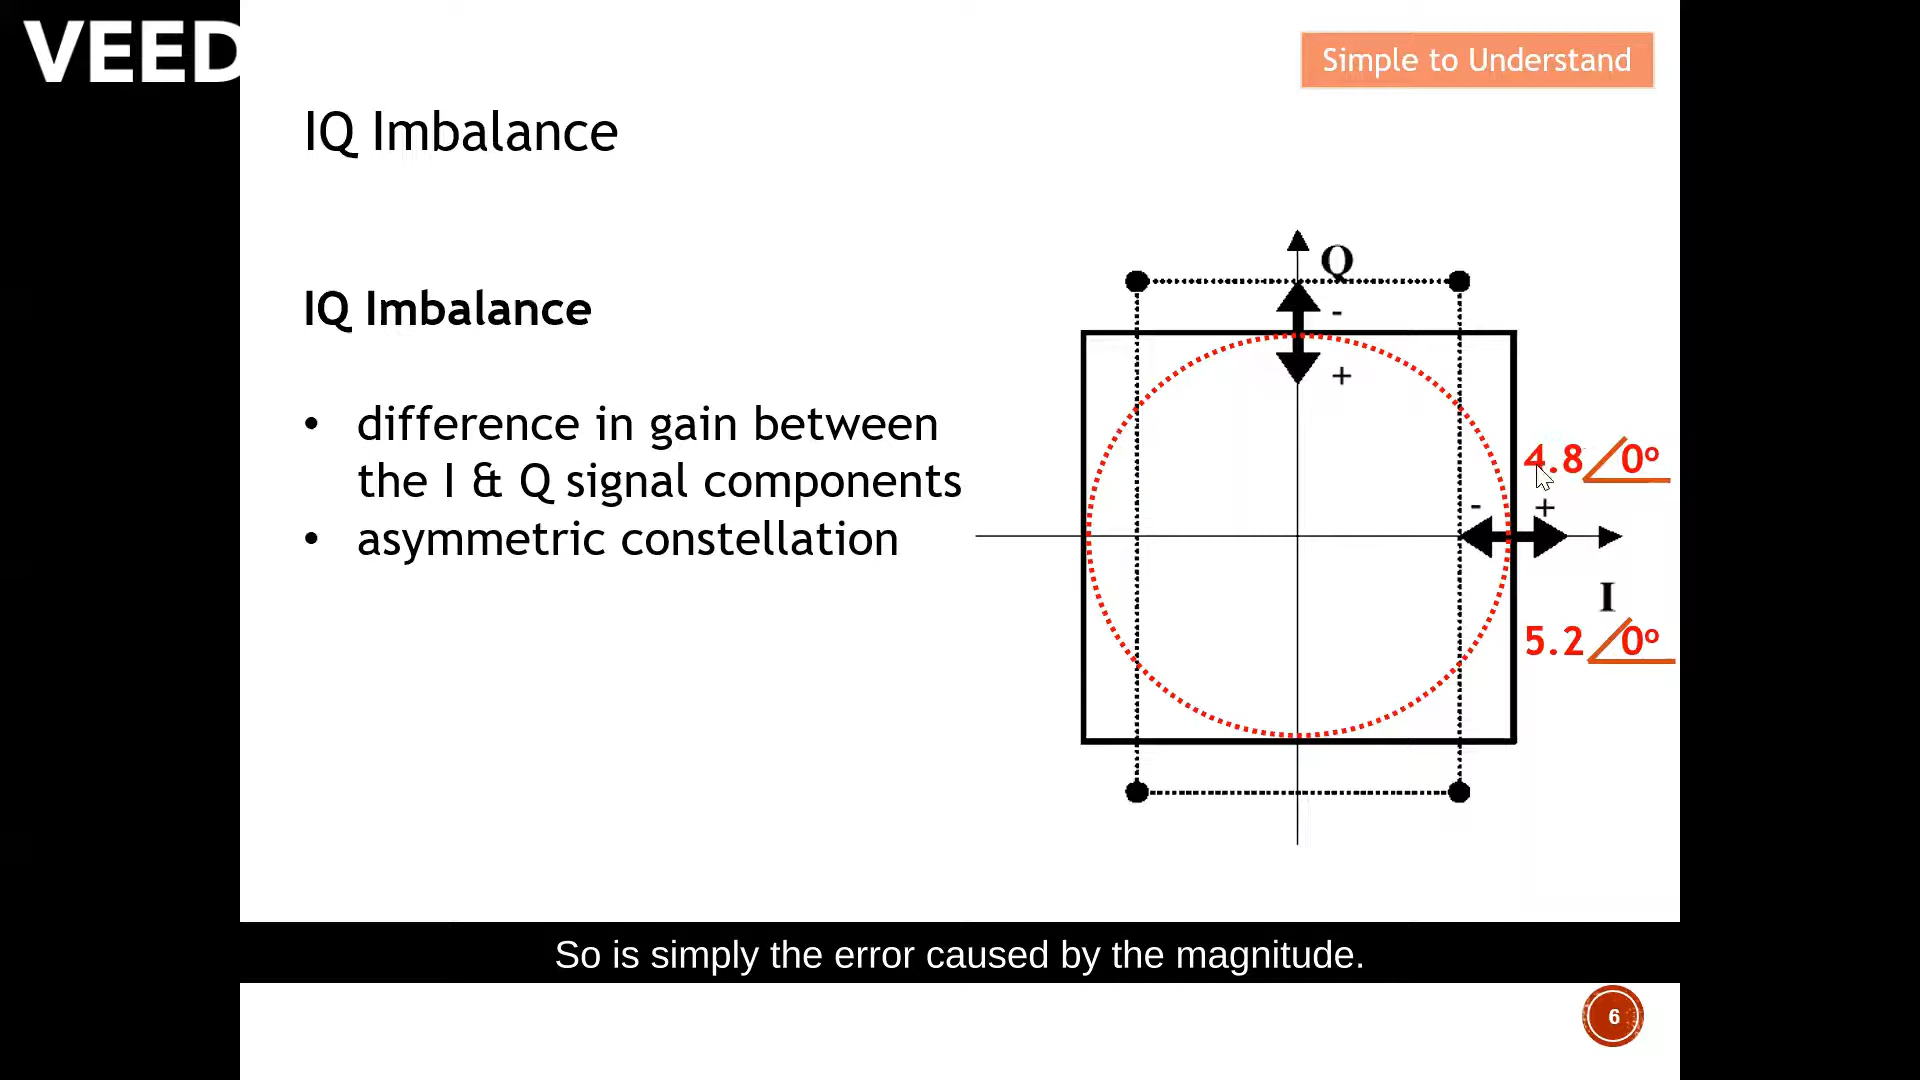 VEED
Simple to Understand
IQ Imbalance
IQ Imbalance
• difference in gain between
the I & Q signal components
• asymmetric constellation
Q
-
+
4.8 0º
- +
I
5.2 0º
So is simply the error caused by the magnitude.
6